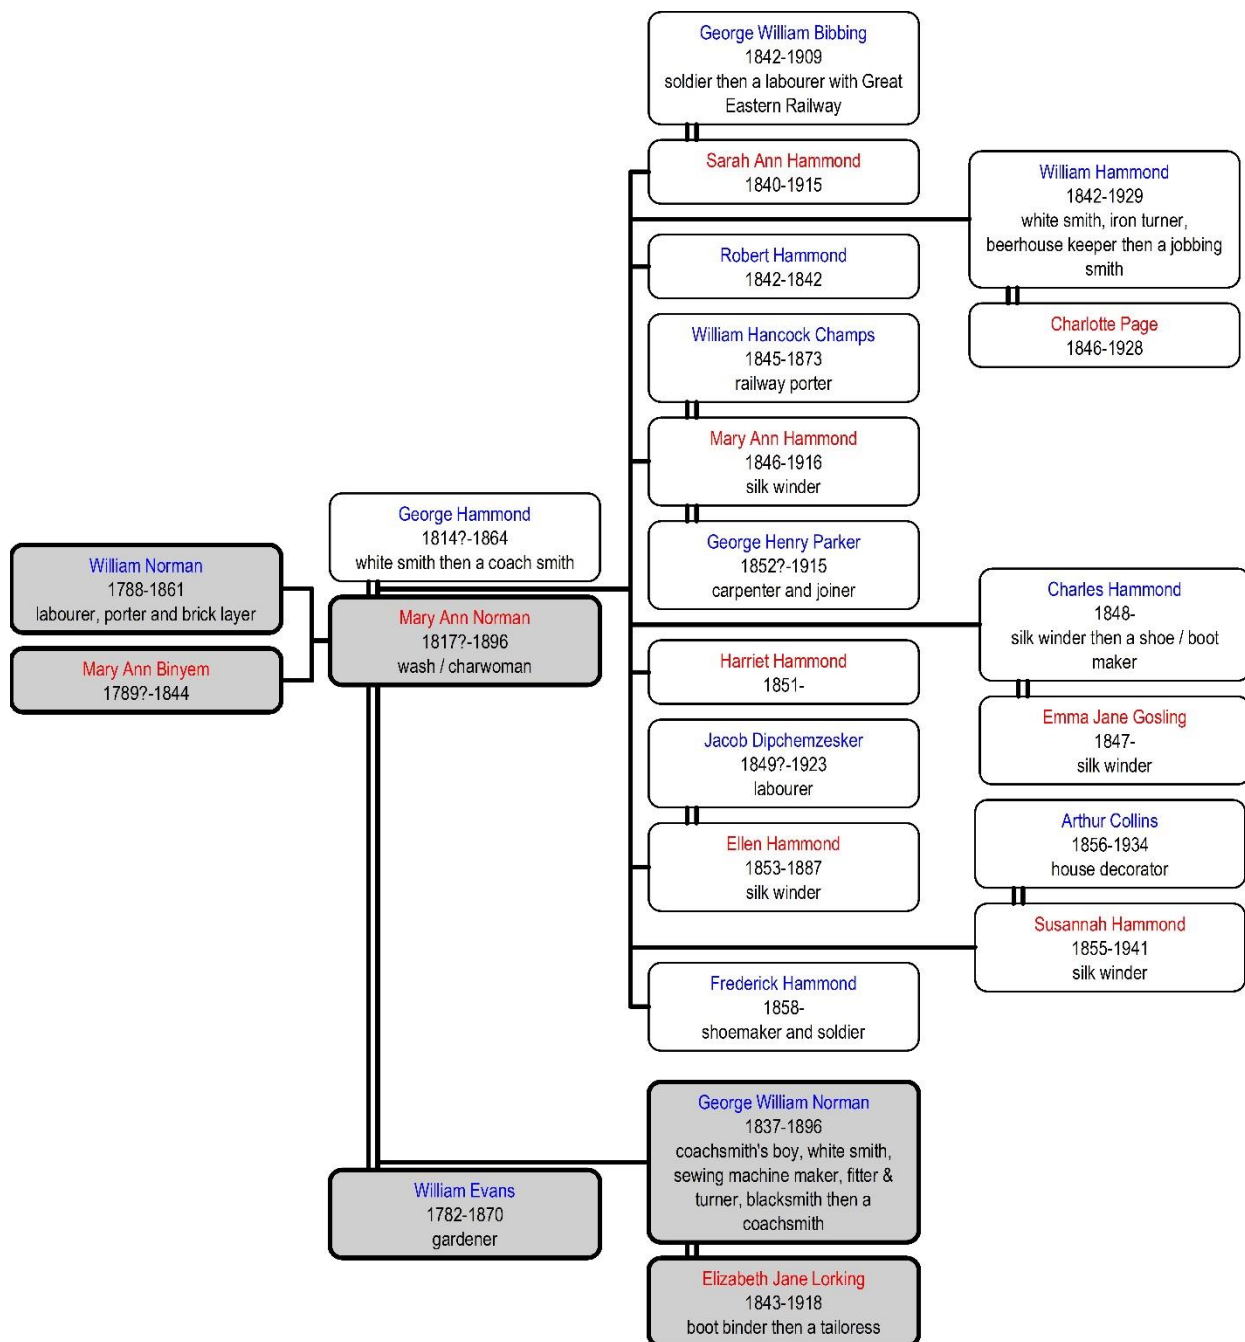 George William Bibbing
1842-1909
soldier then a labourer with Great
Eastern Railway
Sarah Ann Hammond
1840-1915
William Hammond
1842-1929
white smith, iron turner,
beerhouse keeper then a jobbing
smith
Robert Hammond
1842-1842
Charlotte Page
1846-1928
William Hancock Champs
1845-1873
railway porter
Mary Ann Hammond
1846-1916
silk winder
George Hammond
1814?-1864
white smith then a coach smith
George Henry Parker
1852?-1915
carpenter and joiner
William Norman
1788-1861
labourer, porter and brick layer
Mary Ann Norman
1817?-1896
wash / charwoman
Mary Ann Binyem
1789?-1844
Charles Hammond
1848-
silk winder then a shoe / boot
maker
Harriet Hammond
1851-
Emma Jane Gosling
1847-
silk winder
Jacob Dipchemzesker
1849?-1923
labourer
Arthur Collins
1856-1934
house decorator
Ellen Hammond
1853-1887
silk winder
Susannah Hammond
1855-1941
silk winder
Frederick Hammond
1858-
shoemaker and soldier
George William Norman
1837-1896
coachsmith's boy, white smith,
sewing machine maker, fitter &
turner, blacksmith then a
coachsmith
William Evans
1782-1870
gardener
Elizabeth Jane Lorking
1843-1918
boot binder then a tailoress